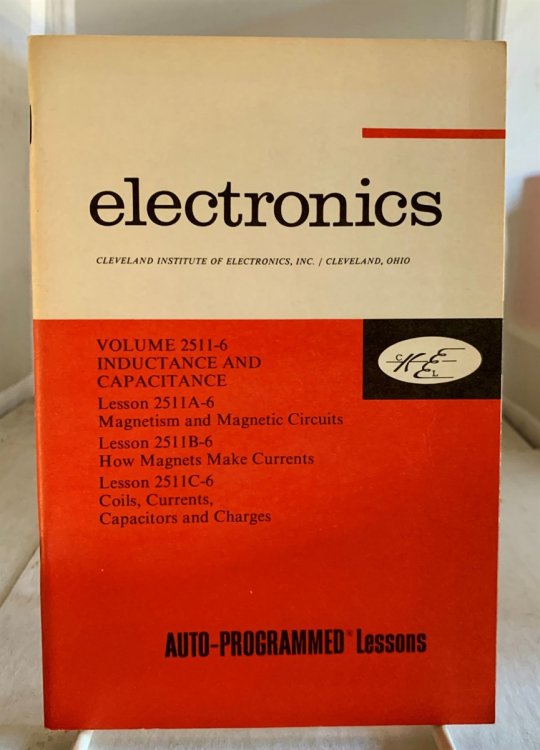 electronics
CLEVELAND INSTITUTE OF ELECTRONICS, INC. / CLEVELAND, OHIO
VOLUME 2511-6
INDUCTANCE AND
CAPACITANCE
Lesson 2511A-6
Magnetism and Magnetic Circuits
Lesson 2511B-6
How Magnets Make Currents
Lesson 2511C-6
Coils, Currents,
Capacitors and Charges
AUTO-PROGRAMMED® Lessons